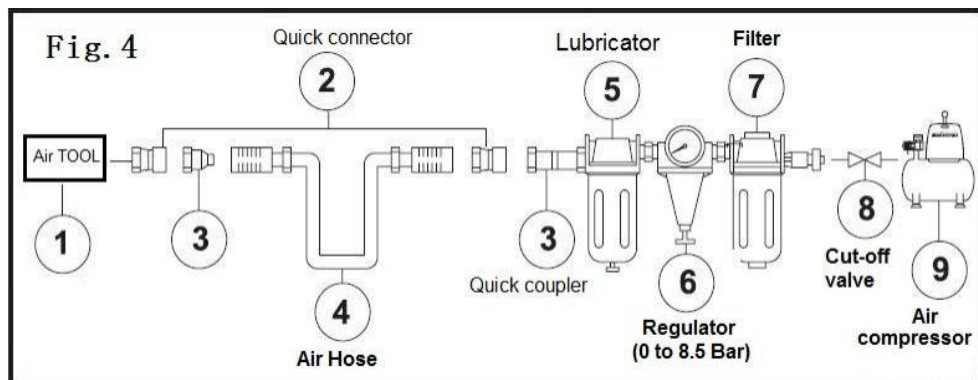 Fig. 4
Quick connector
2
Lubricator
5
Filter
7
Air TOOL
1
3
4
Air Hose
3
Quick coupler
6
Regulator
(0 to 8.5 Bar)
8
Cut-off
valve
9
Air
compressor